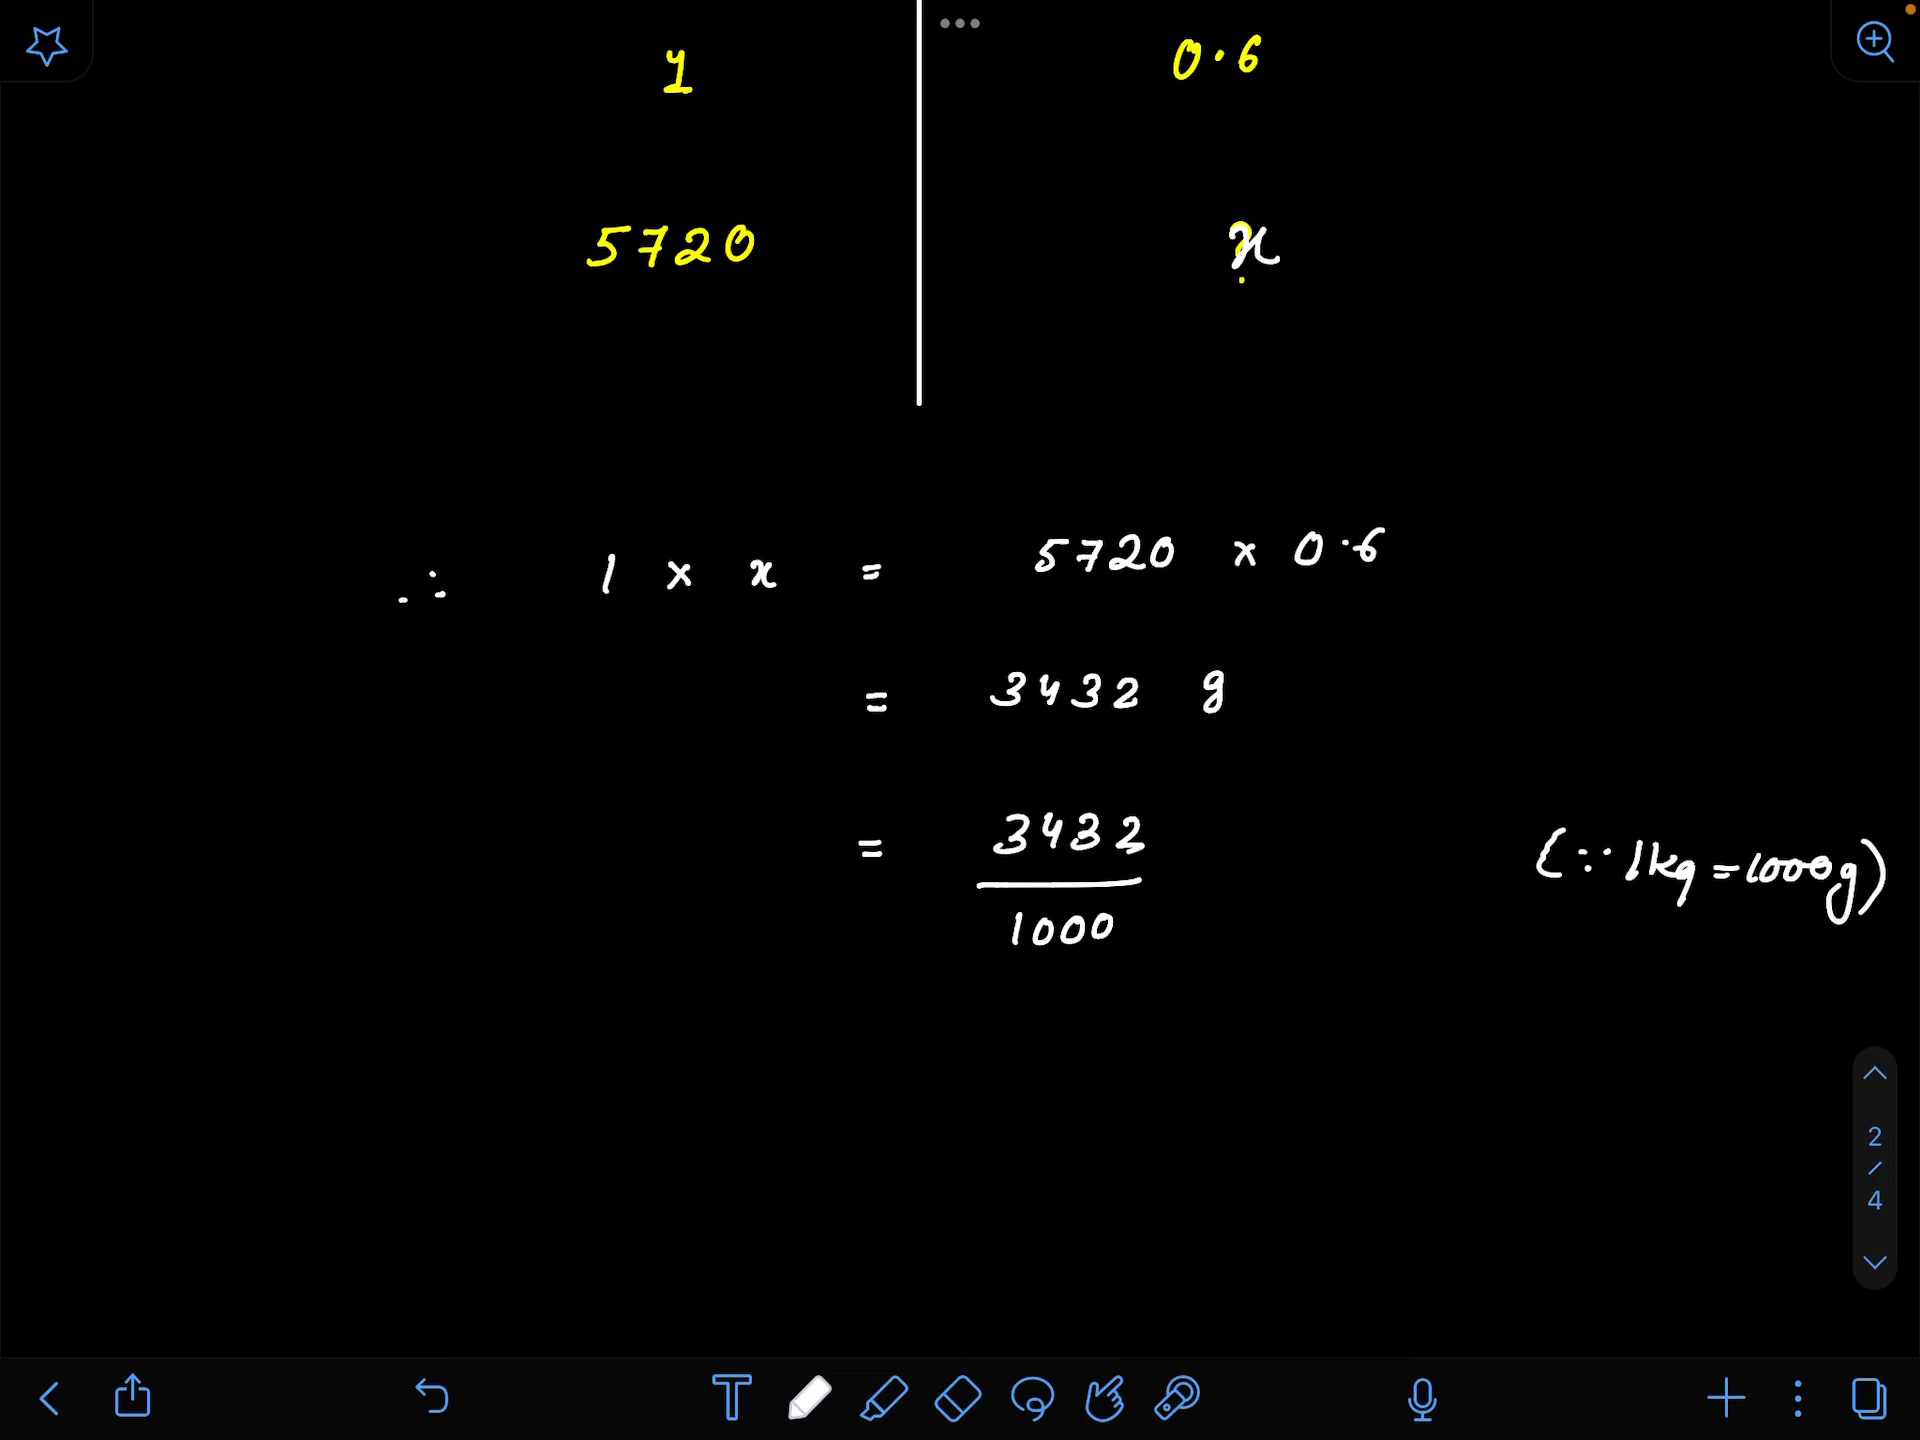 1 0.6
5720 x
∴ 1 × x = 5720 × 0.6
= 3432 g
= 3432
1000
(∵ 1kg = 1000g)
2
/
4